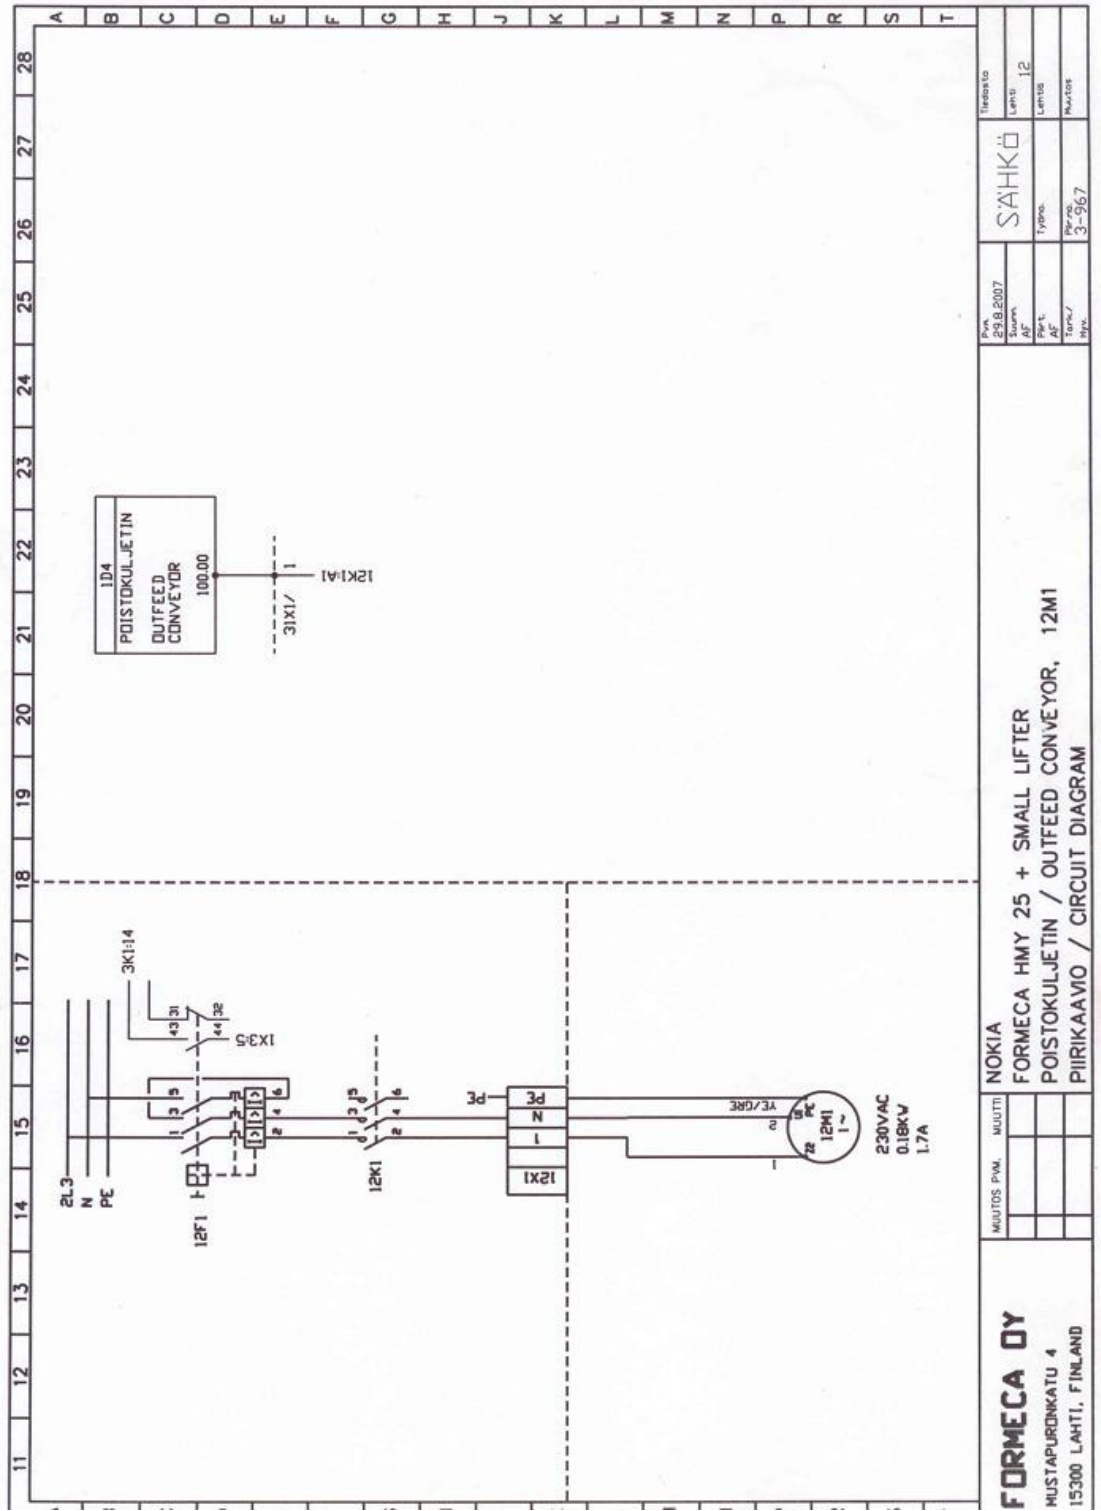 11 12 13 14 15 16 17 18 19 20 21 22 23 24 25 26 27 28
A
B
C
D
E
F
G
H
J
K
L
M
N
P
R
S
T
2L3
N
PE
12F1
1 3 5
2 4 6
I> I> I>
43 31
44 32
3K1:14
1X3:5
12K1
1 3 5
2 4 6
PE
12X1 1 N PE
1
2
YE/GRE
PE
12M1
1~
230VAC
0.18KW
1.7A
1D4
POISTOKULJETIN
OUTFEED
CONVEYOR
100.00
31X1/ 1
12K1:A1
FORMECA OY
MUSTAPURONKATU 4
15300 LAHTI, FINLAND
MUUTOS PVM. MUUTTI
NOKIA
FORMECA HMY 25 + SMALL LIFTER
POISTOKULJETIN / OUTFEED CONVEYOR, 12M1
PIIRIKAAVIO / CIRCUIT DIAGRAM
Pvm.
29.8.2007
Suunn.
AF
Piirt.
AF
Tark./
Hyv.
SÄHKÖ
Työno.
Piir.no.
3-967
Tiedosto
Lehti 12
Lehtiä
Muutos